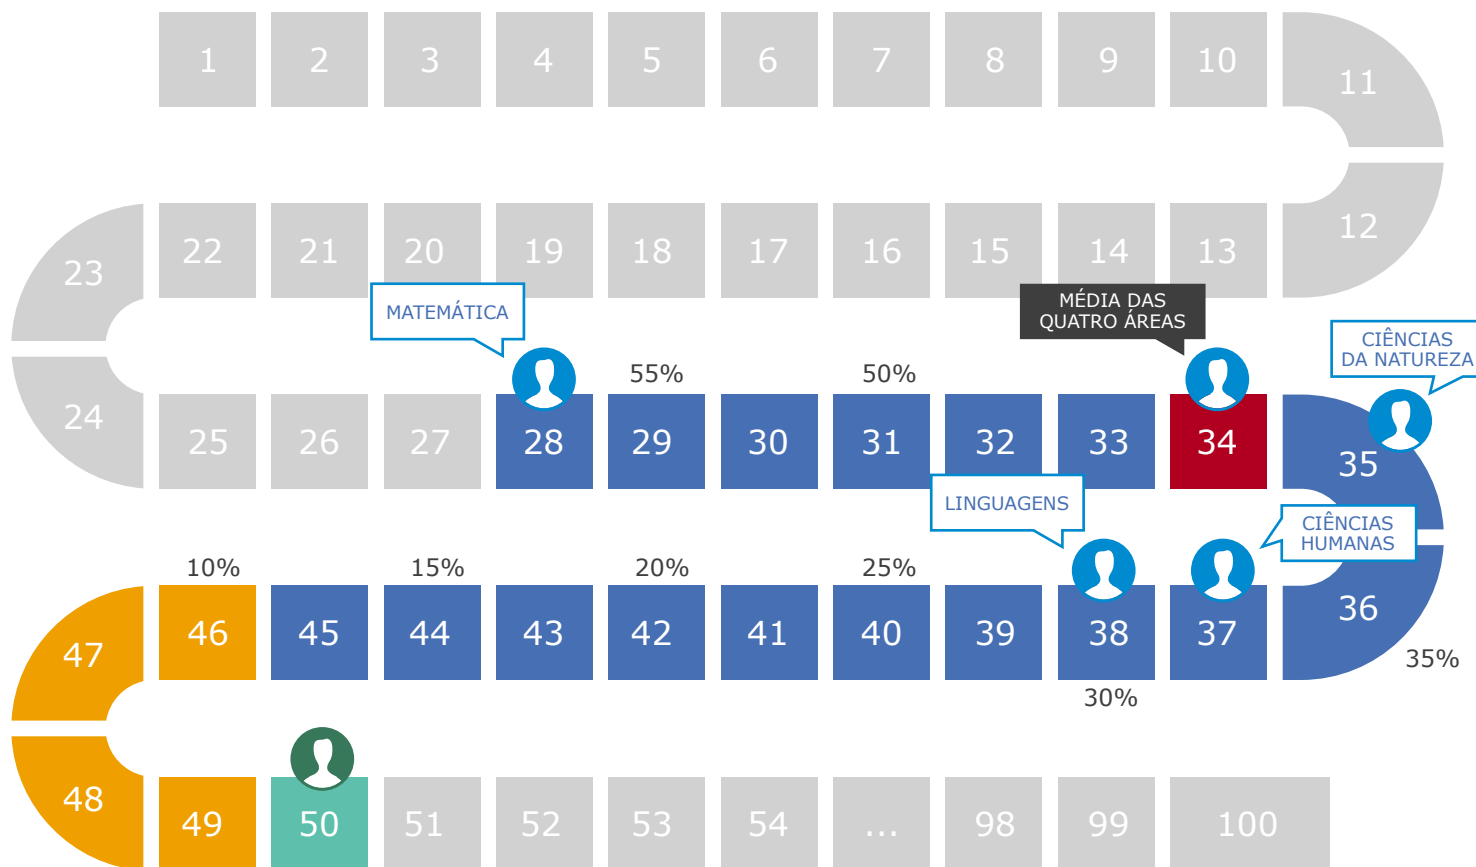 1 2 3 4 5 6 7 8 9 10
11
12
23 22 21 20 19 18 17 16 15 14 13
MATEMÁTICA
MÉDIA DAS
QUATRO ÁREAS
CIÊNCIAS
DA NATUREZA
55% 50%
24 25 26 27 28 29 30 31 32 33 34 35
LINGUAGENS
CIÊNCIAS
HUMANAS
10% 15% 20% 25%
47 46 45 44 43 42 41 40 39 38 37 36
30% 35%
48 49 50 51 52 53 54 ... 98 99 100